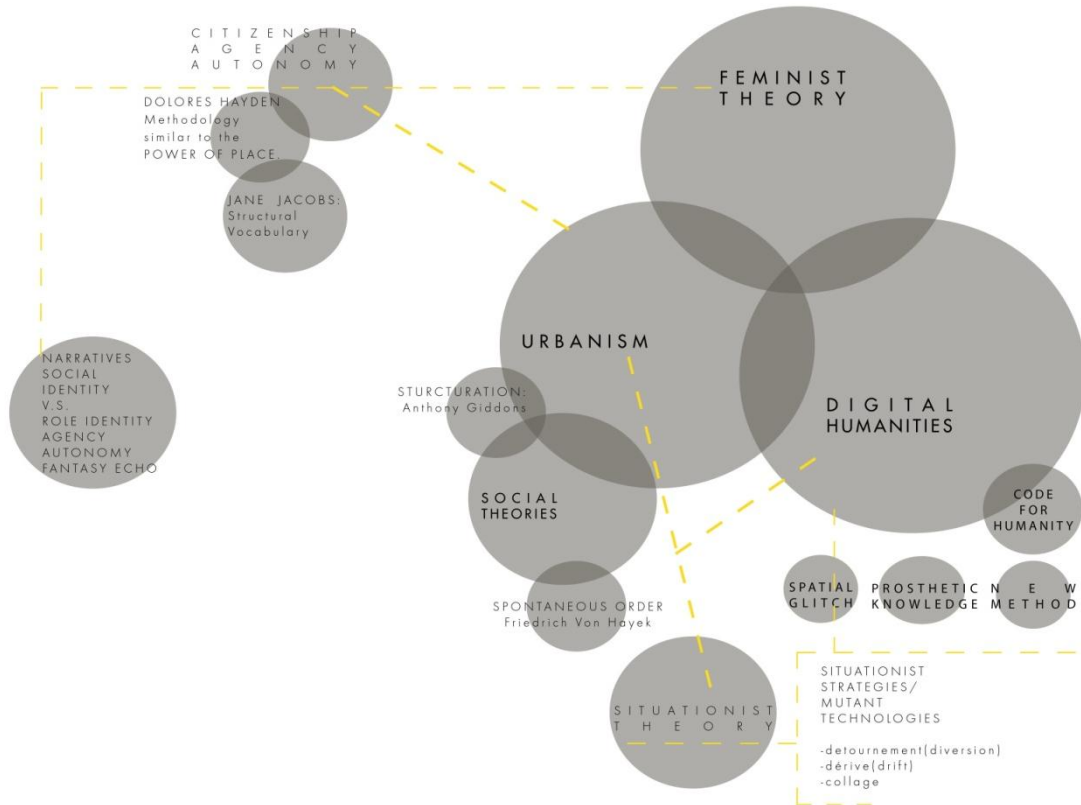 CITIZENSHIP
AGENCY
AUTONOMY
DOLORES HAYDEN
Methodology
similar to the
POWER OF PLACE.
JANE JACOBS:
Structural
Vocabulary
FEMINIST
THEORY
URBANISM
DIGITAL
HUMANITIES
NARRATIVES
SOCIAL
IDENTITY
V.S.
ROLE IDENTITY
AGENCY
AUTONOMY
FANTASY ECHO
STURCTURATION:
Anthony Giddons
SOCIAL
THEORIES
SPONTANEOUS ORDER
Friedrich Von Hayek
CODE
FOR
HUMANITY
SPATIAL
GLITCH
PROSTHETIC
KNOWLEDGE
NEW
METHOD
SITUATIONIST
THEORY
SITUATIONIST
STRATEGIES/
MUTANT
TECHNOLOGIES
-detournement(diversion)
-dérive(drift)
-collage